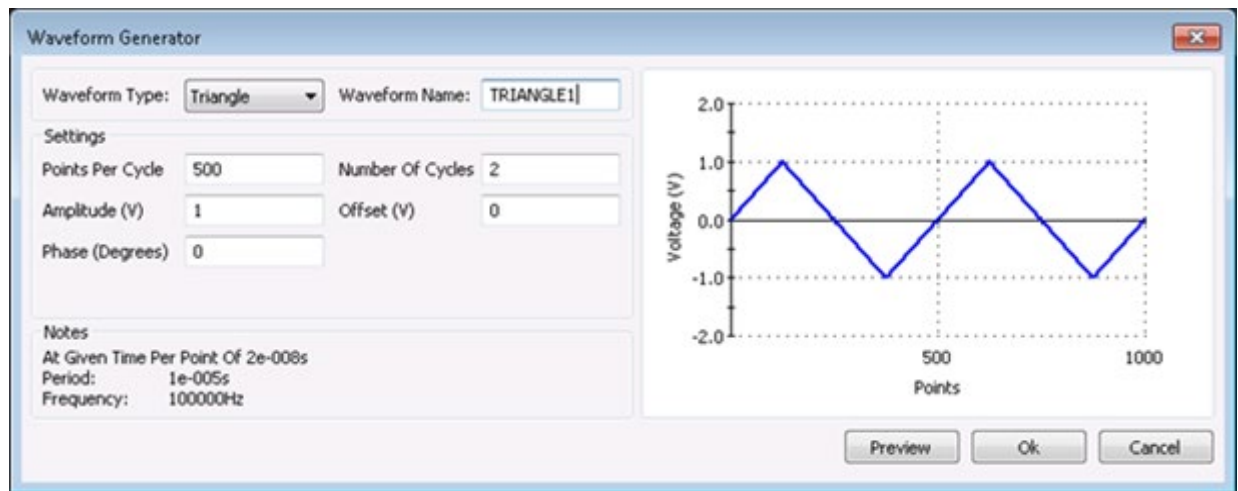 Waveform Generator
Waveform Type: Triangle Waveform Name: TRIANGLE1
Settings
Points Per Cycle 500 Number Of Cycles 2
Amplitude (V) 1 Offset (V) 0
Phase (Degrees) 0
Notes
At Given Time Per Point Of 2e-008s
Period: 1e-005s
Frequency: 100000Hz
2.0
1.0
0.0
-1.0
-2.0
Voltage (V)
500 1000
Points
Preview Ok Cancel